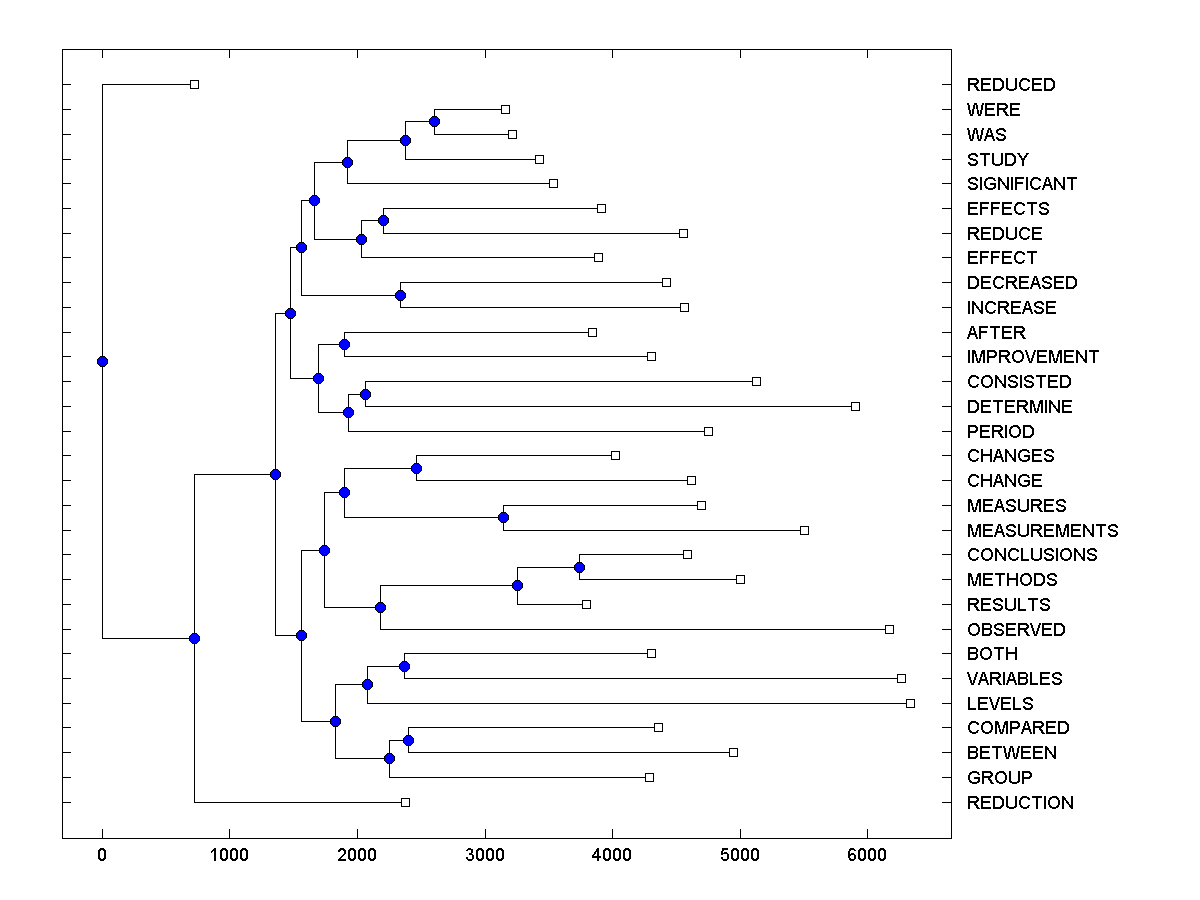 REDUCED
WERE
WAS
STUDY
SIGNIFICANT
EFFECTS
REDUCE
EFFECT
DECREASED
INCREASE
AFTER
IMPROVEMENT
CONSISTED
DETERMINE
PERIOD
CHANGES
CHANGE
MEASURES
MEASUREMENTS
CONCLUSIONS
METHODS
RESULTS
OBSERVED
BOTH
VARIABLES
LEVELS
COMPARED
BETWEEN
GROUP
REDUCTION
0 1000 2000 3000 4000 5000 6000